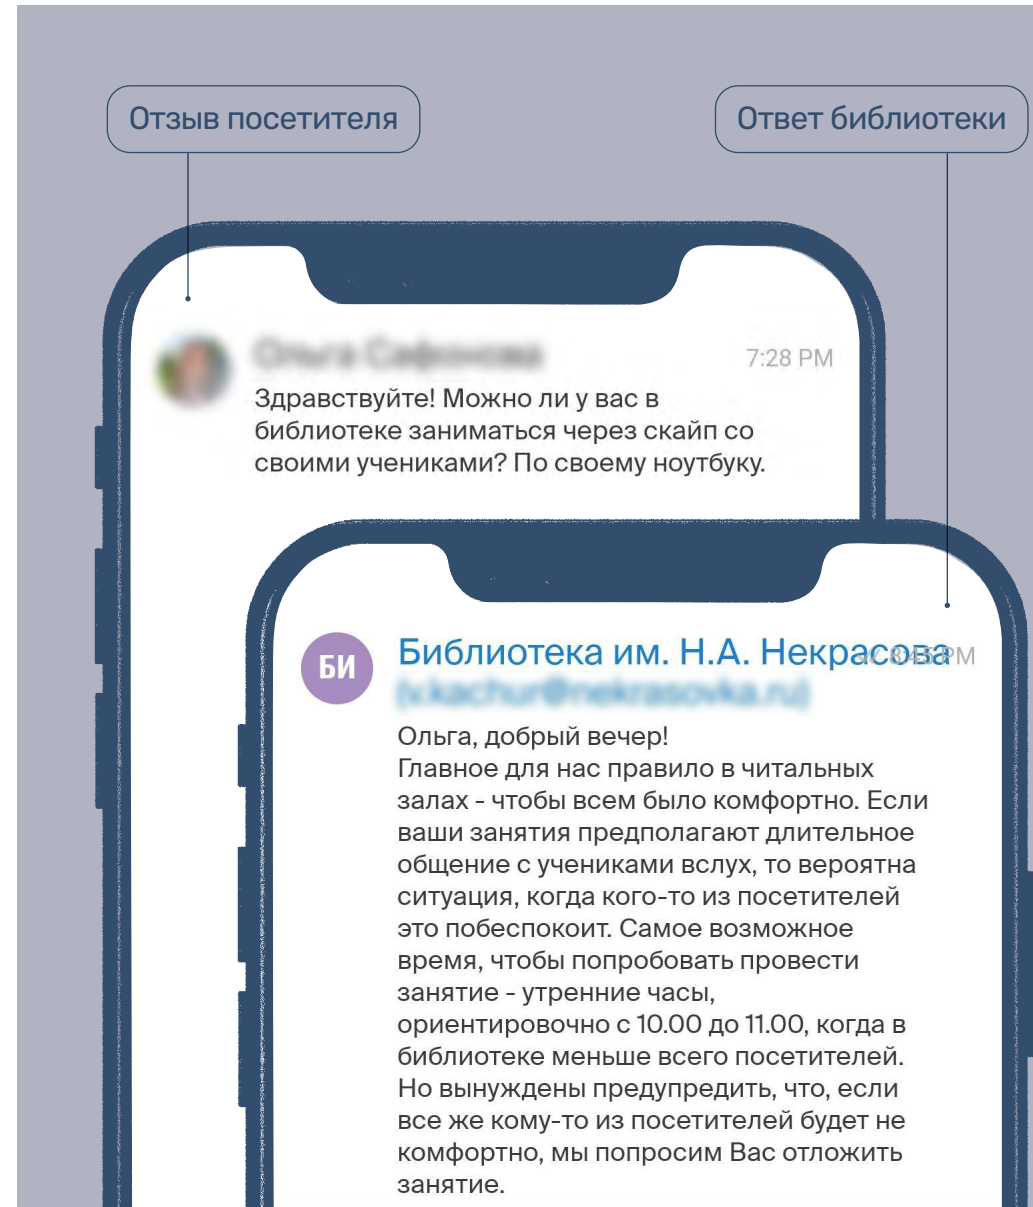 Отзыв посетителя
Ответ библиотеки
7:28 PM
Здравствуйте! Можно ли у вас в
библиотеке заниматься через скайп со
своими учениками? По своему ноутбуку.
БИ
Библиотека им. Н.А. Некрасова
8:45 PM
Ольга, добрый вечер!
Главное для нас правило в читальных
залах - чтобы всем было комфортно. Если
ваши занятия предполагают длительное
общение с учениками вслух, то вероятна
ситуация, когда кого-то из посетителей
это побеспокоит. Самое возможное
время, чтобы попробовать провести
занятие - утренние часы,
ориентировочно с 10.00 до 11.00, когда в
библиотеке меньше всего посетителей.
Но вынуждены предупредить, что, если
все же кому-то из посетителей будет не
комфортно, мы попросим Вас отложить
занятие.